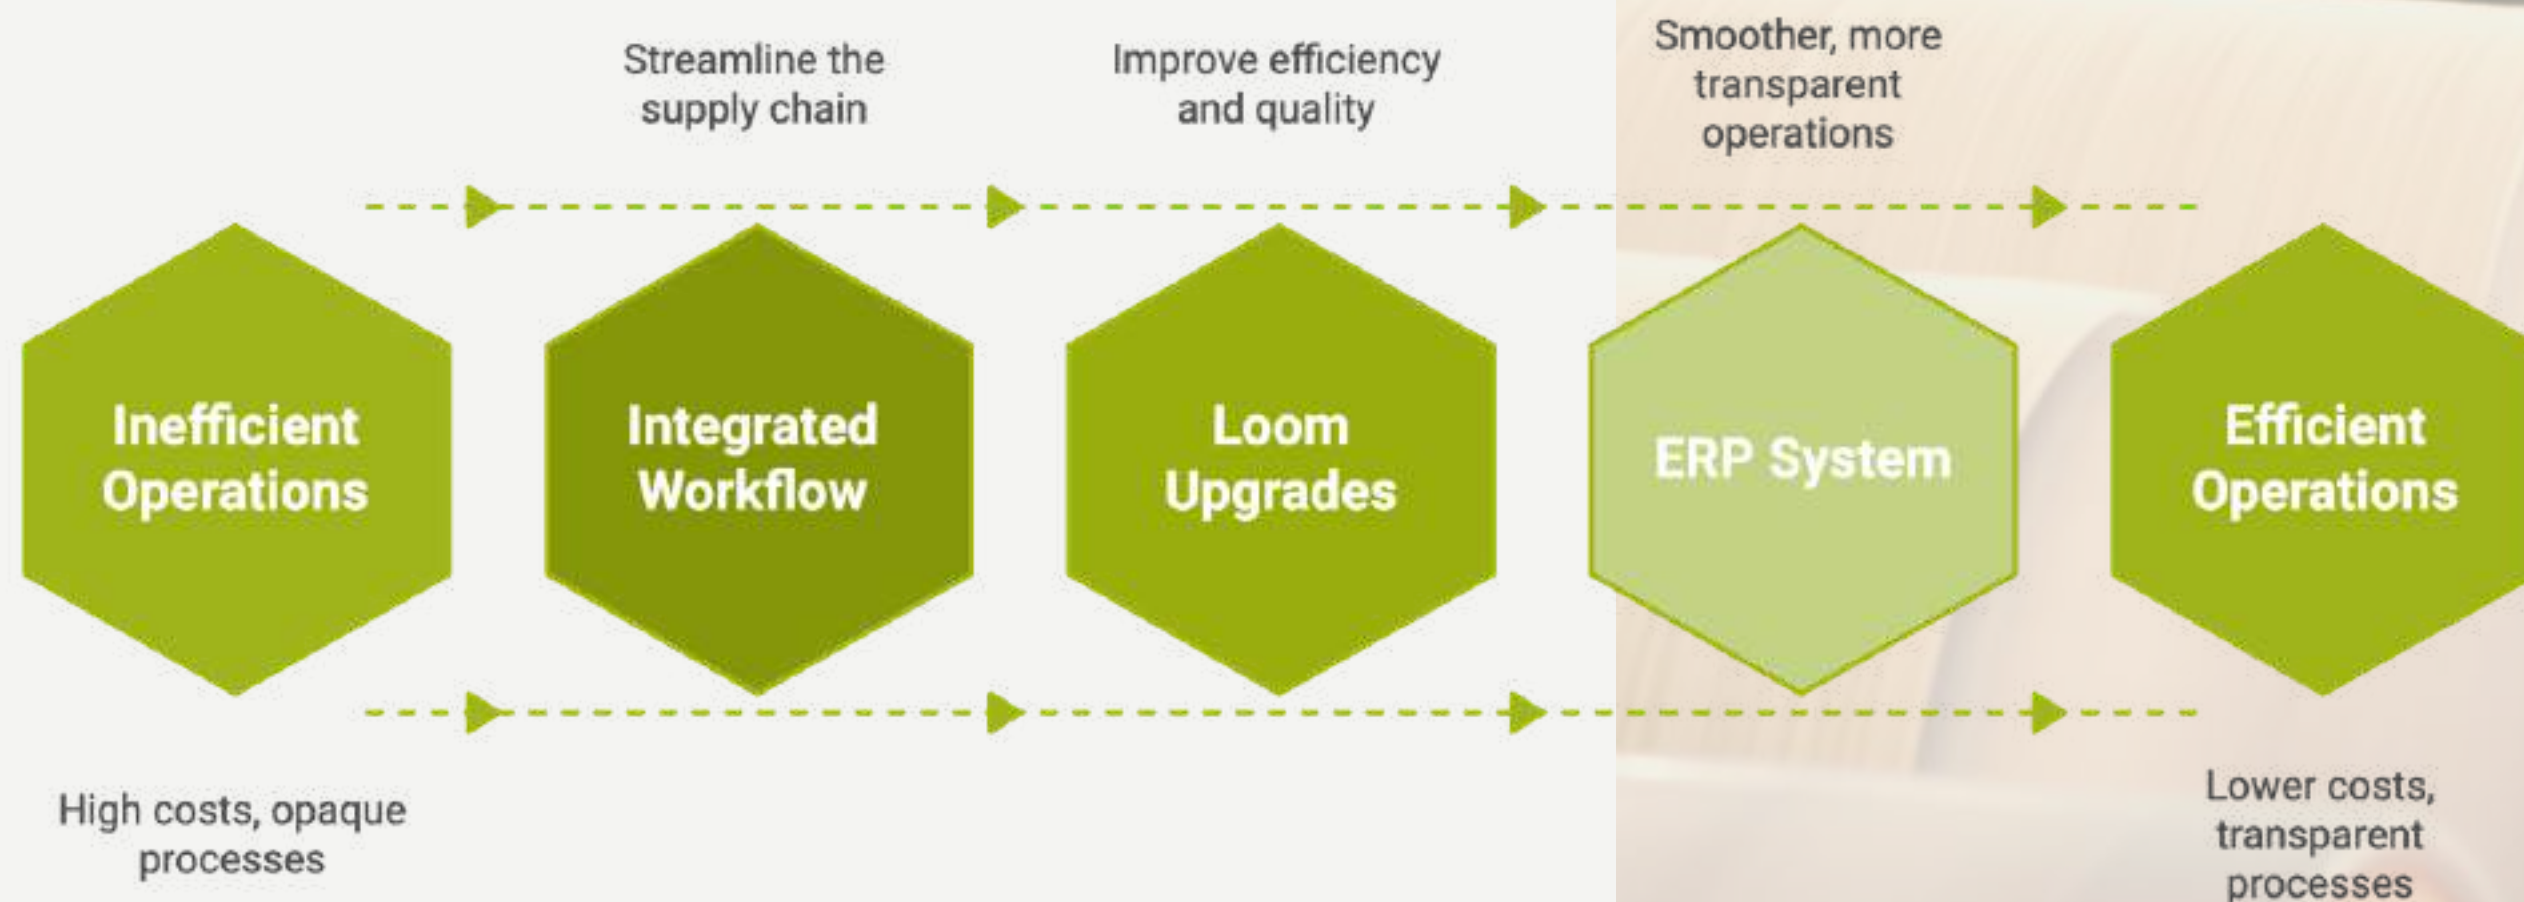 Streamline the
supply chain
Improve efficiency
and quality
Smoother, more
transparent
operations
Inefficient
Operations
Integrated
Workflow
Loom
Upgrades
ERP System
Efficient
Operations
High costs, opaque
processes
Lower costs,
transparent
processes